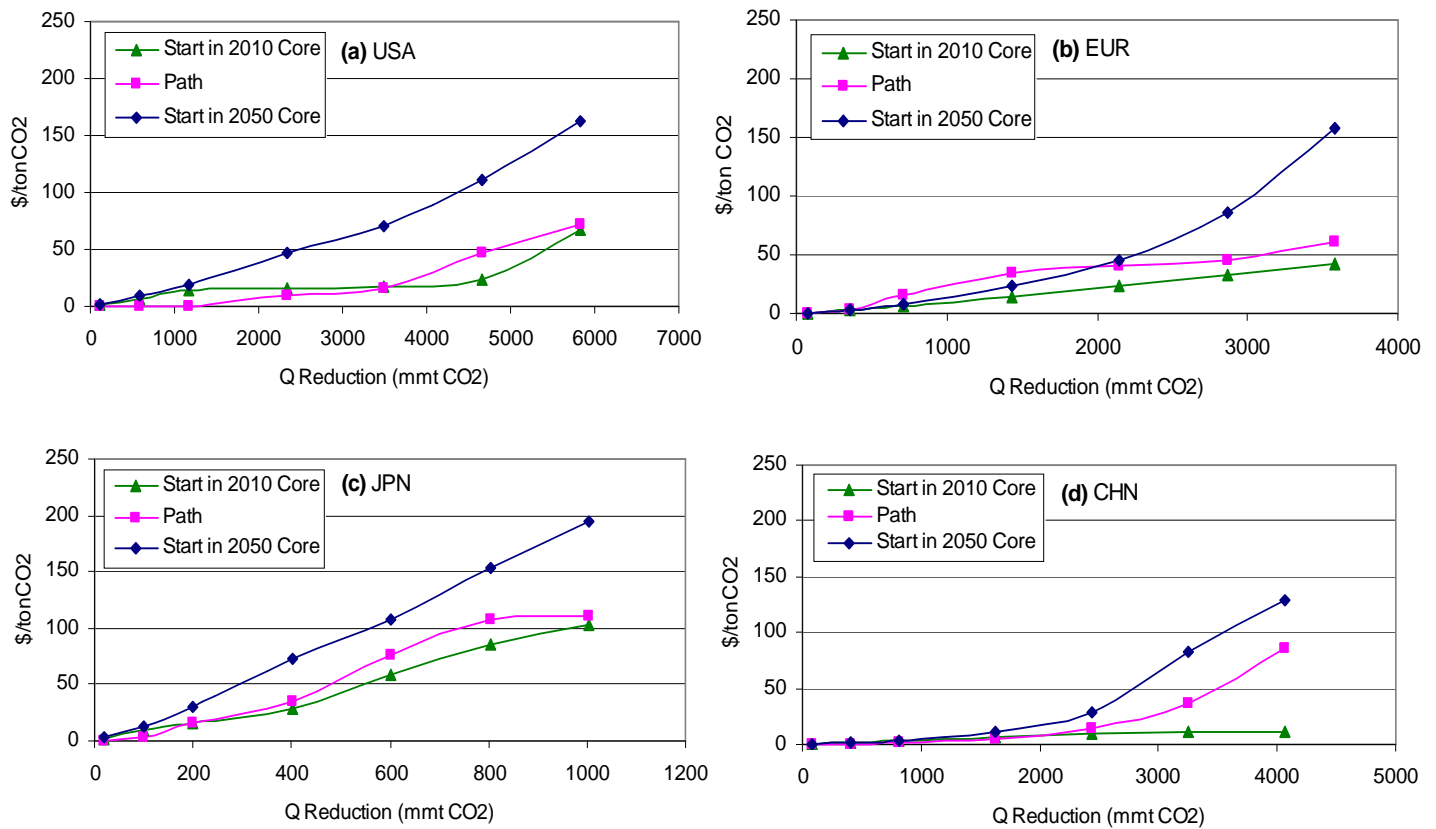 (a) USA
Start in 2010 Core
Path
Start in 2050 Core
$/tonCO2
250
200
150
100
50
0
0 1000 2000 3000 4000 5000 6000 7000
Q Reduction (mmt CO2)
(b) EUR
Start in 2010 Core
Path
Start in 2050 Core
$/ton CO2
250
200
150
100
50
0
0 1000 2000 3000 4000
Q Reduction (mmt CO2)
(c) JPN
Start in 2010 Core
Path
Start in 2050 Core
$/tonCO2
250
200
150
100
50
0
0 200 400 600 800 1000 1200
Q Reduction (mmt CO2)
(d) CHN
Start in 2010 Core
Path
Start in 2050 Core
$/tonCO2
250
200
150
100
50
0
0 1000 2000 3000 4000 5000
Q Reduction (mmt CO2)